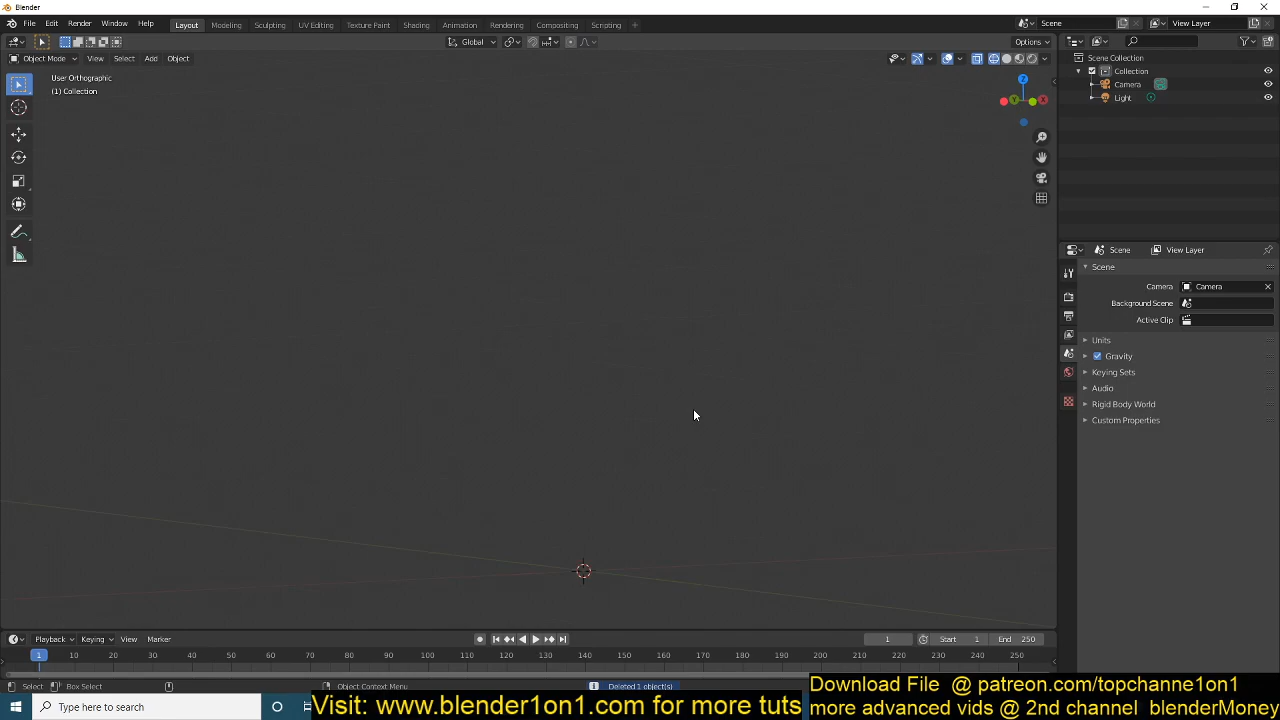 Blender
File Edit Render Window Help Layout Modeling Sculpting UV Editing Texture Paint Shading Animation Rendering Compositing Scripting + Scene View Layer
Global Options
Object Mode View Select Add Object
User Orthographic
(1) Collection
Z
Y
X
Scene Collection
Collection
Camera
Light
Scene View Layer
Scene
Camera Camera
Background Scene
Active Clip
Units
Gravity
Keying Sets
Audio
Rigid Body World
Custom Properties
Playback Keying View Marker 1 Start 1 End 250
1 10 20 30 40 50 60 70 80 90 100 110 120 130 140 150 160 170 180 190 200 210 220 230 240 250
Select Box Select Object Context Menu Deleted 1 object(s)
Type here to search
Visit: www.blender1on1.com for more tuts
Download File @ patreon.com/topchanne1on1
more advanced vids @ 2nd channel blenderMoney